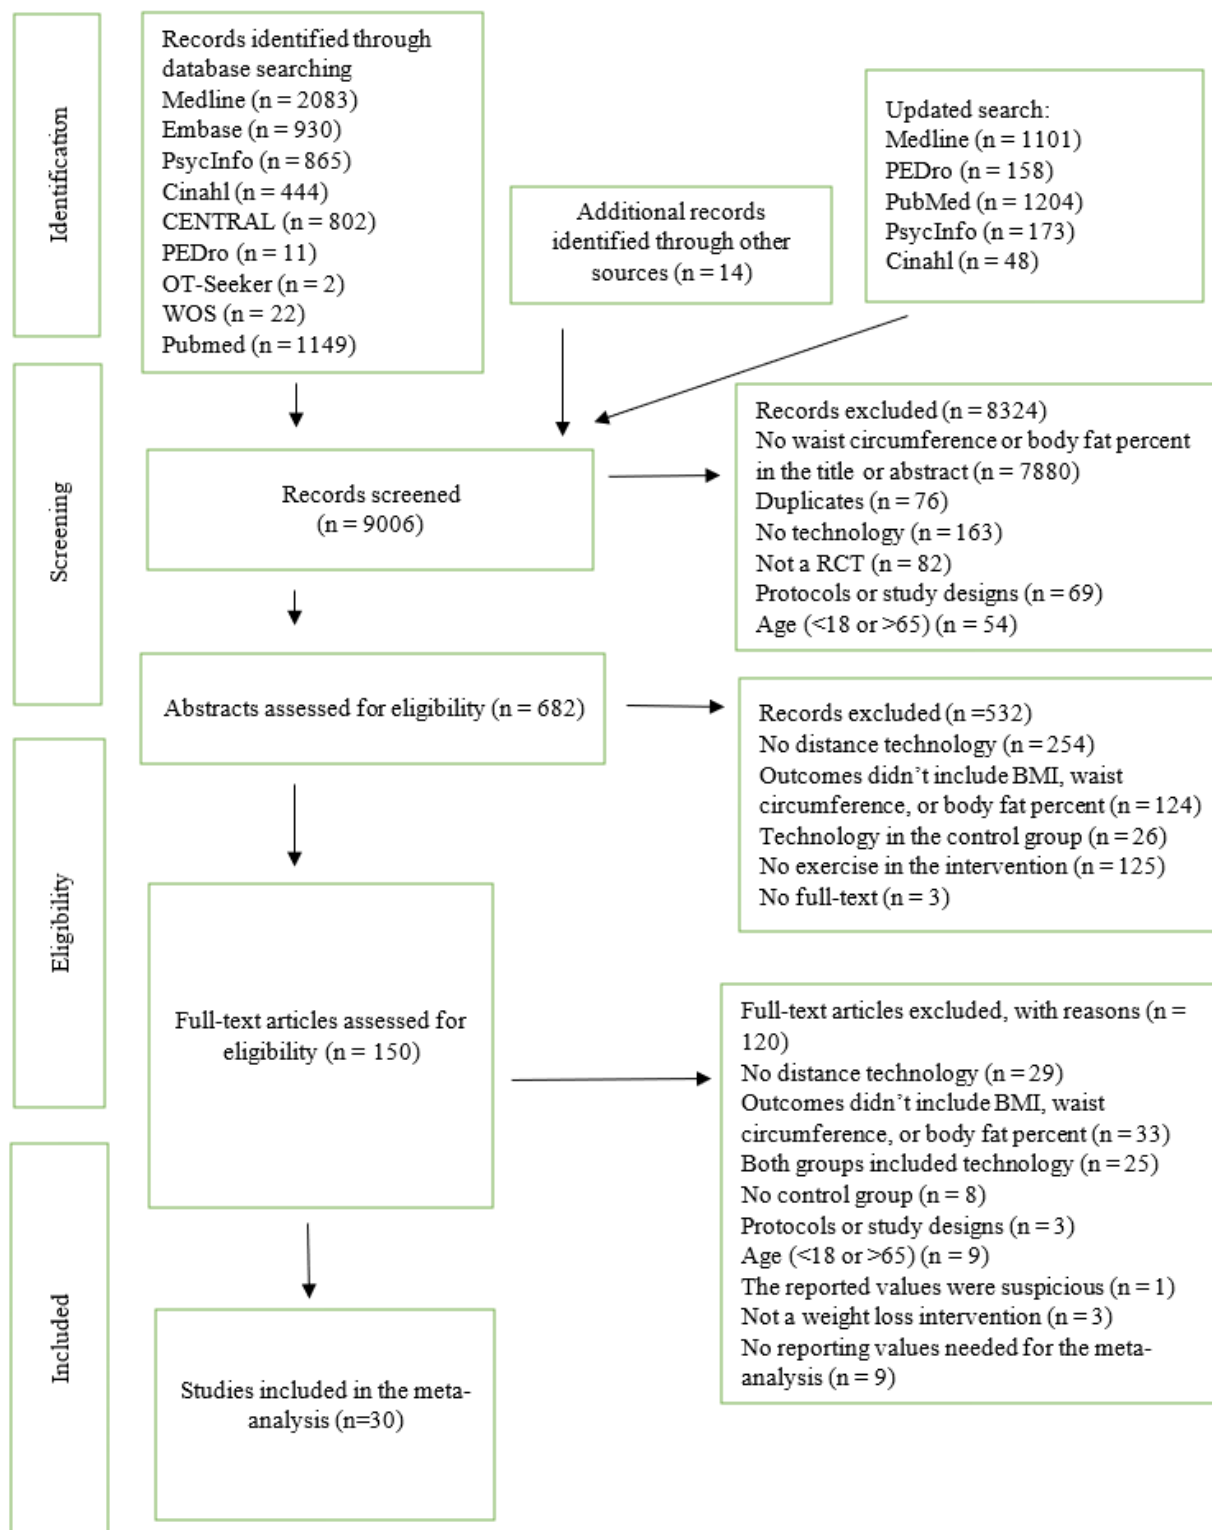 Identification
Records identified through
database searching
Medline (n = 2083)
Embase (n = 930)
PsycInfo (n = 865)
Cinahl (n = 444)
CENTRAL (n = 802)
PEDro (n = 11)
OT-Seeker (n = 2)
WOS (n = 22)
Pubmed (n = 1149)
Additional records
identified through other
sources (n = 14)
Updated search:
Medline (n = 1101)
PEDro (n = 158)
PubMed (n = 1204)
PsycInfo (n = 173)
Cinahl (n = 48)
Screening
Records screened
(n = 9006)
Records excluded (n = 8324)
No waist circumference or body fat percent
in the title or abstract (n = 7880)
Duplicates (n = 76)
No technology (n = 163)
Not a RCT (n = 82)
Protocols or study designs (n = 69)
Age (<18 or >65) (n = 54)
Abstracts assessed for eligibility (n = 682)
Records excluded (n =532)
No distance technology (n = 254)
Outcomes didn't include BMI, waist
circumference, or body fat percent (n = 124)
Technology in the control group (n = 26)
No exercise in the intervention (n = 125)
No full-text (n = 3)
Eligibility
Full-text articles assessed for
eligibility (n = 150)
Full-text articles excluded, with reasons (n =
120)
No distance technology (n = 29)
Outcomes didn't include BMI, waist
circumference, or body fat percent (n = 33)
Both groups included technology (n = 25)
No control group (n = 8)
Protocols or study designs (n = 3)
Age (<18 or >65) (n = 9)
The reported values were suspicious (n = 1)
Not a weight loss intervention (n = 3)
No reporting values needed for the meta-
analysis (n = 9)
Included
Studies included in the meta-
analysis (n=30)